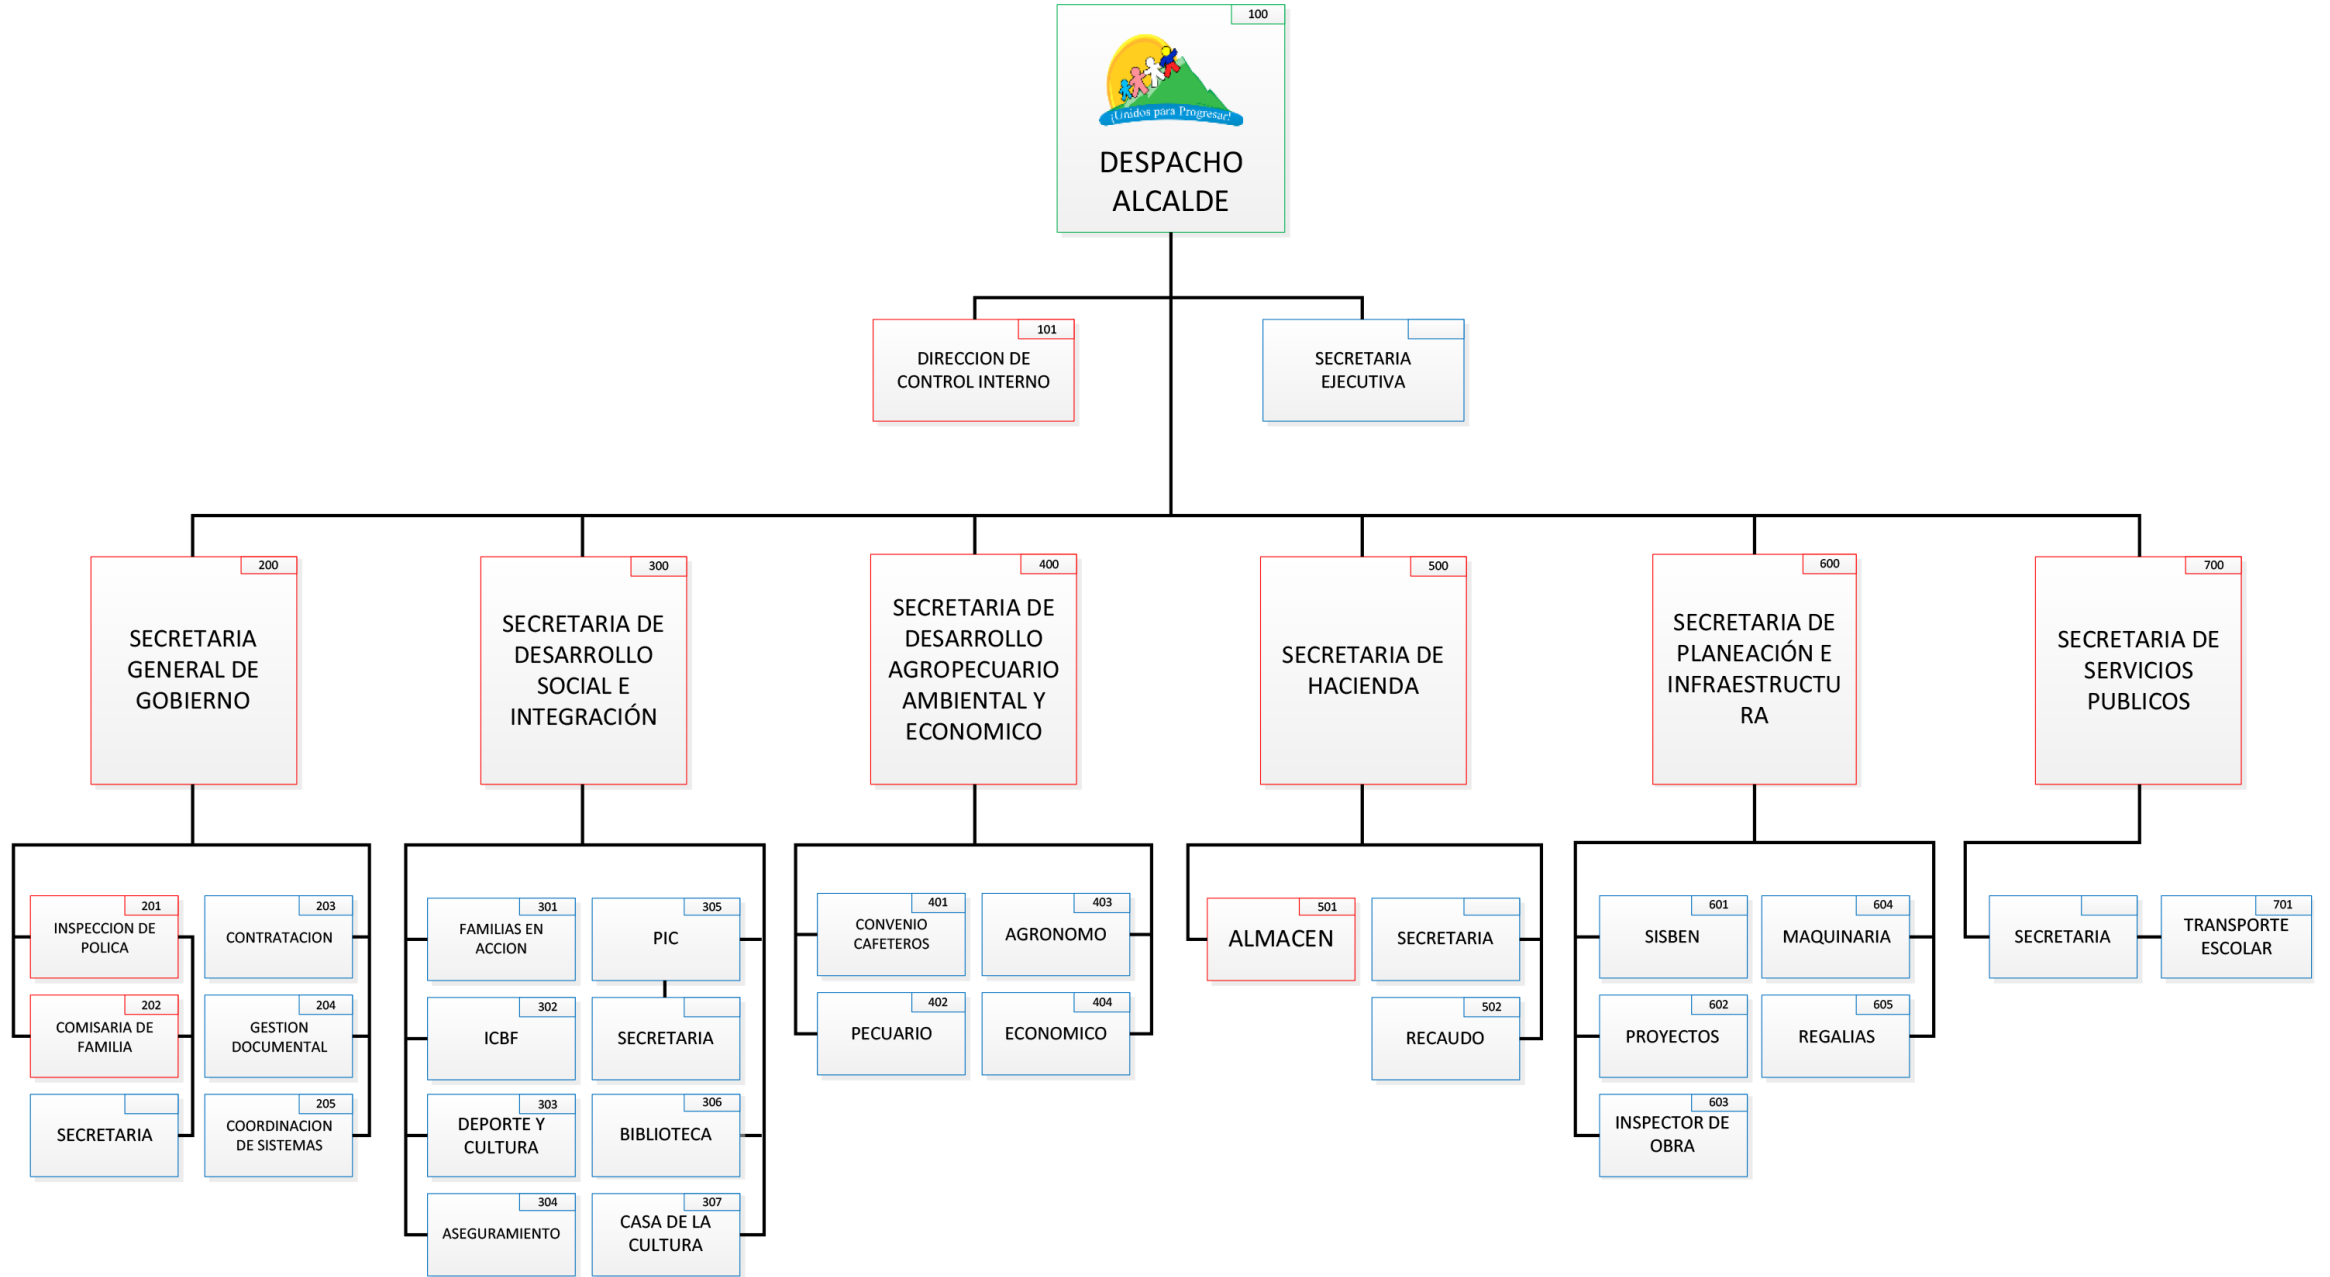 100
¡Unidos para Progresar!
DESPACHO
ALCALDE
101
DIRECCION DE
CONTROL INTERNO
SECRETARIA
EJECUTIVA
200
SECRETARIA
GENERAL DE
GOBIERNO
300
SECRETARIA DE
DESARROLLO
SOCIAL E
INTEGRACIÓN
400
SECRETARIA DE
DESARROLLO
AGROPECUARIO
AMBIENTAL Y
ECONOMICO
500
SECRETARIA DE
HACIENDA
600
SECRETARIA DE
PLANEACIÓN E
INFRAESTRUCTU
RA
700
SECRETARIA DE
SERVICIOS
PUBLICOS
201
INSPECCION DE
POLICA
203
CONTRATACION
202
COMISARIA DE
FAMILIA
204
GESTION
DOCUMENTAL
SECRETARIA
205
COORDINACION
DE SISTEMAS
301
FAMILIAS EN
ACCION
305
PIC
302
ICBF
SECRETARIA
303
DEPORTE Y
CULTURA
306
BIBLIOTECA
304
ASEGURAMIENTO
307
CASA DE LA
CULTURA
401
CONVENIO
CAFETEROS
403
AGRONOMO
402
PECUARIO
404
ECONOMICO
501
ALMACEN
SECRETARIA
502
RECAUDO
601
SISBEN
604
MAQUINARIA
602
PROYECTOS
605
REGALIAS
603
INSPECTOR DE
OBRA
SECRETARIA
701
TRANSPORTE
ESCOLAR